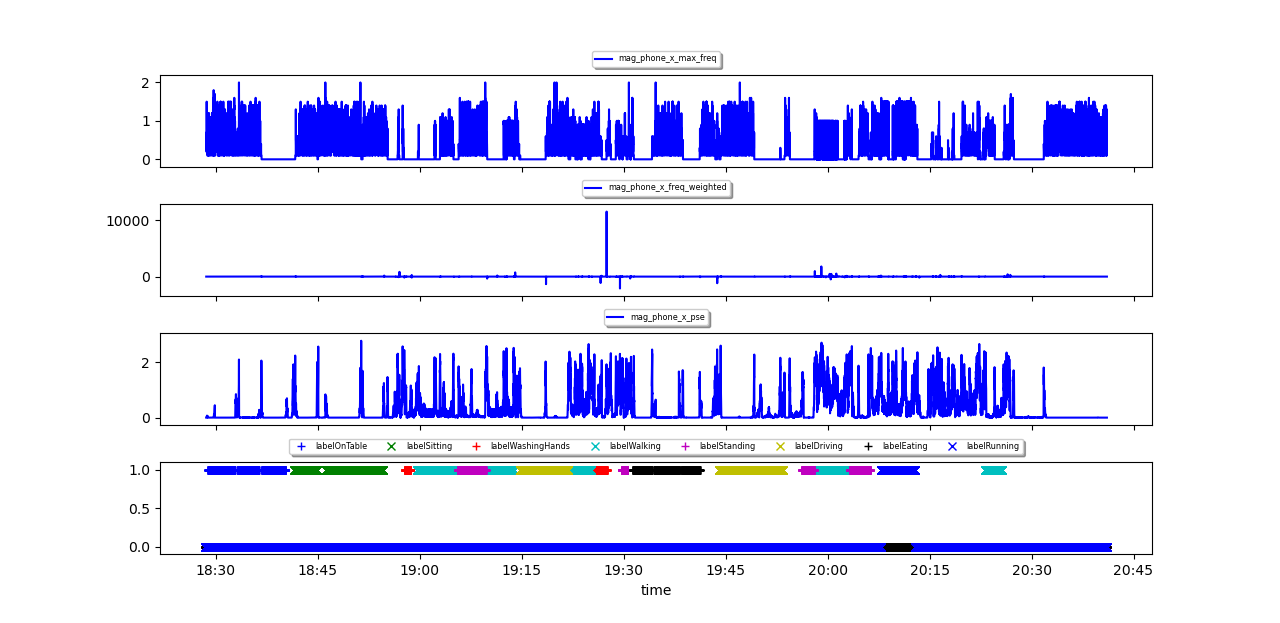 mag_phone_x_max_freq
2
1
0
mag_phone_x_freq_weighted
10000
0
mag_phone_x_pse
2
0
labelOnTable labelSitting labelWashingHands labelWalking labelStanding labelDriving labelEating labelRunning
1.0
0.5
0.0
18:30 18:45 19:00 19:15 19:30 19:45 20:00 20:15 20:30 20:45
time